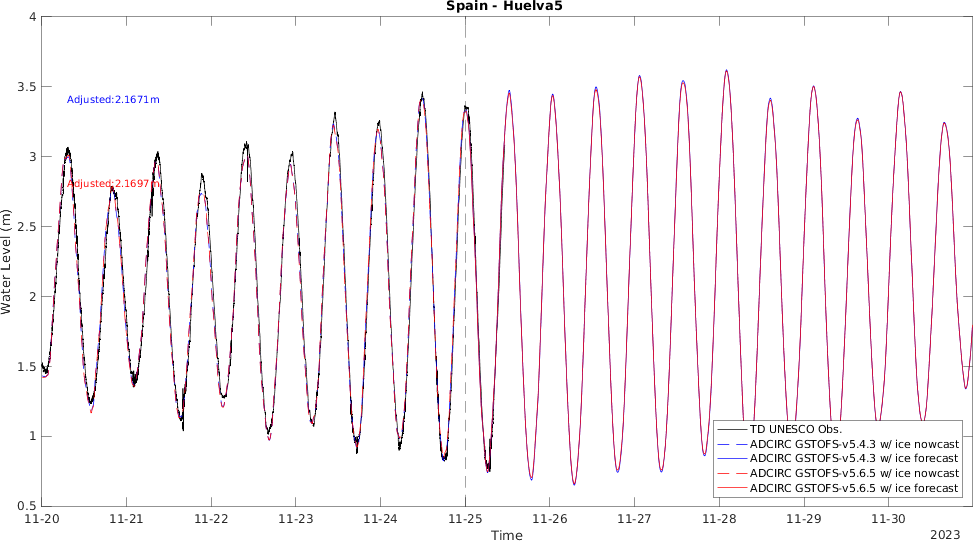 Spain - Huelva5
4
3.5
3
2.5
2
1.5
1
0.5
Water Level (m)
Adjusted:2.1671m
Adjusted:2.1697m
TD UNESCO Obs.
ADCIRC GSTOFS-v5.4.3 w/ ice nowcast
ADCIRC GSTOFS-v5.4.3 w/ ice forecast
ADCIRC GSTOFS-v5.6.5 w/ ice nowcast
ADCIRC GSTOFS-v5.6.5 w/ ice forecast
11-20 11-21 11-22 11-23 11-24 11-25 11-26 11-27 11-28 11-29 11-30
Time
2023